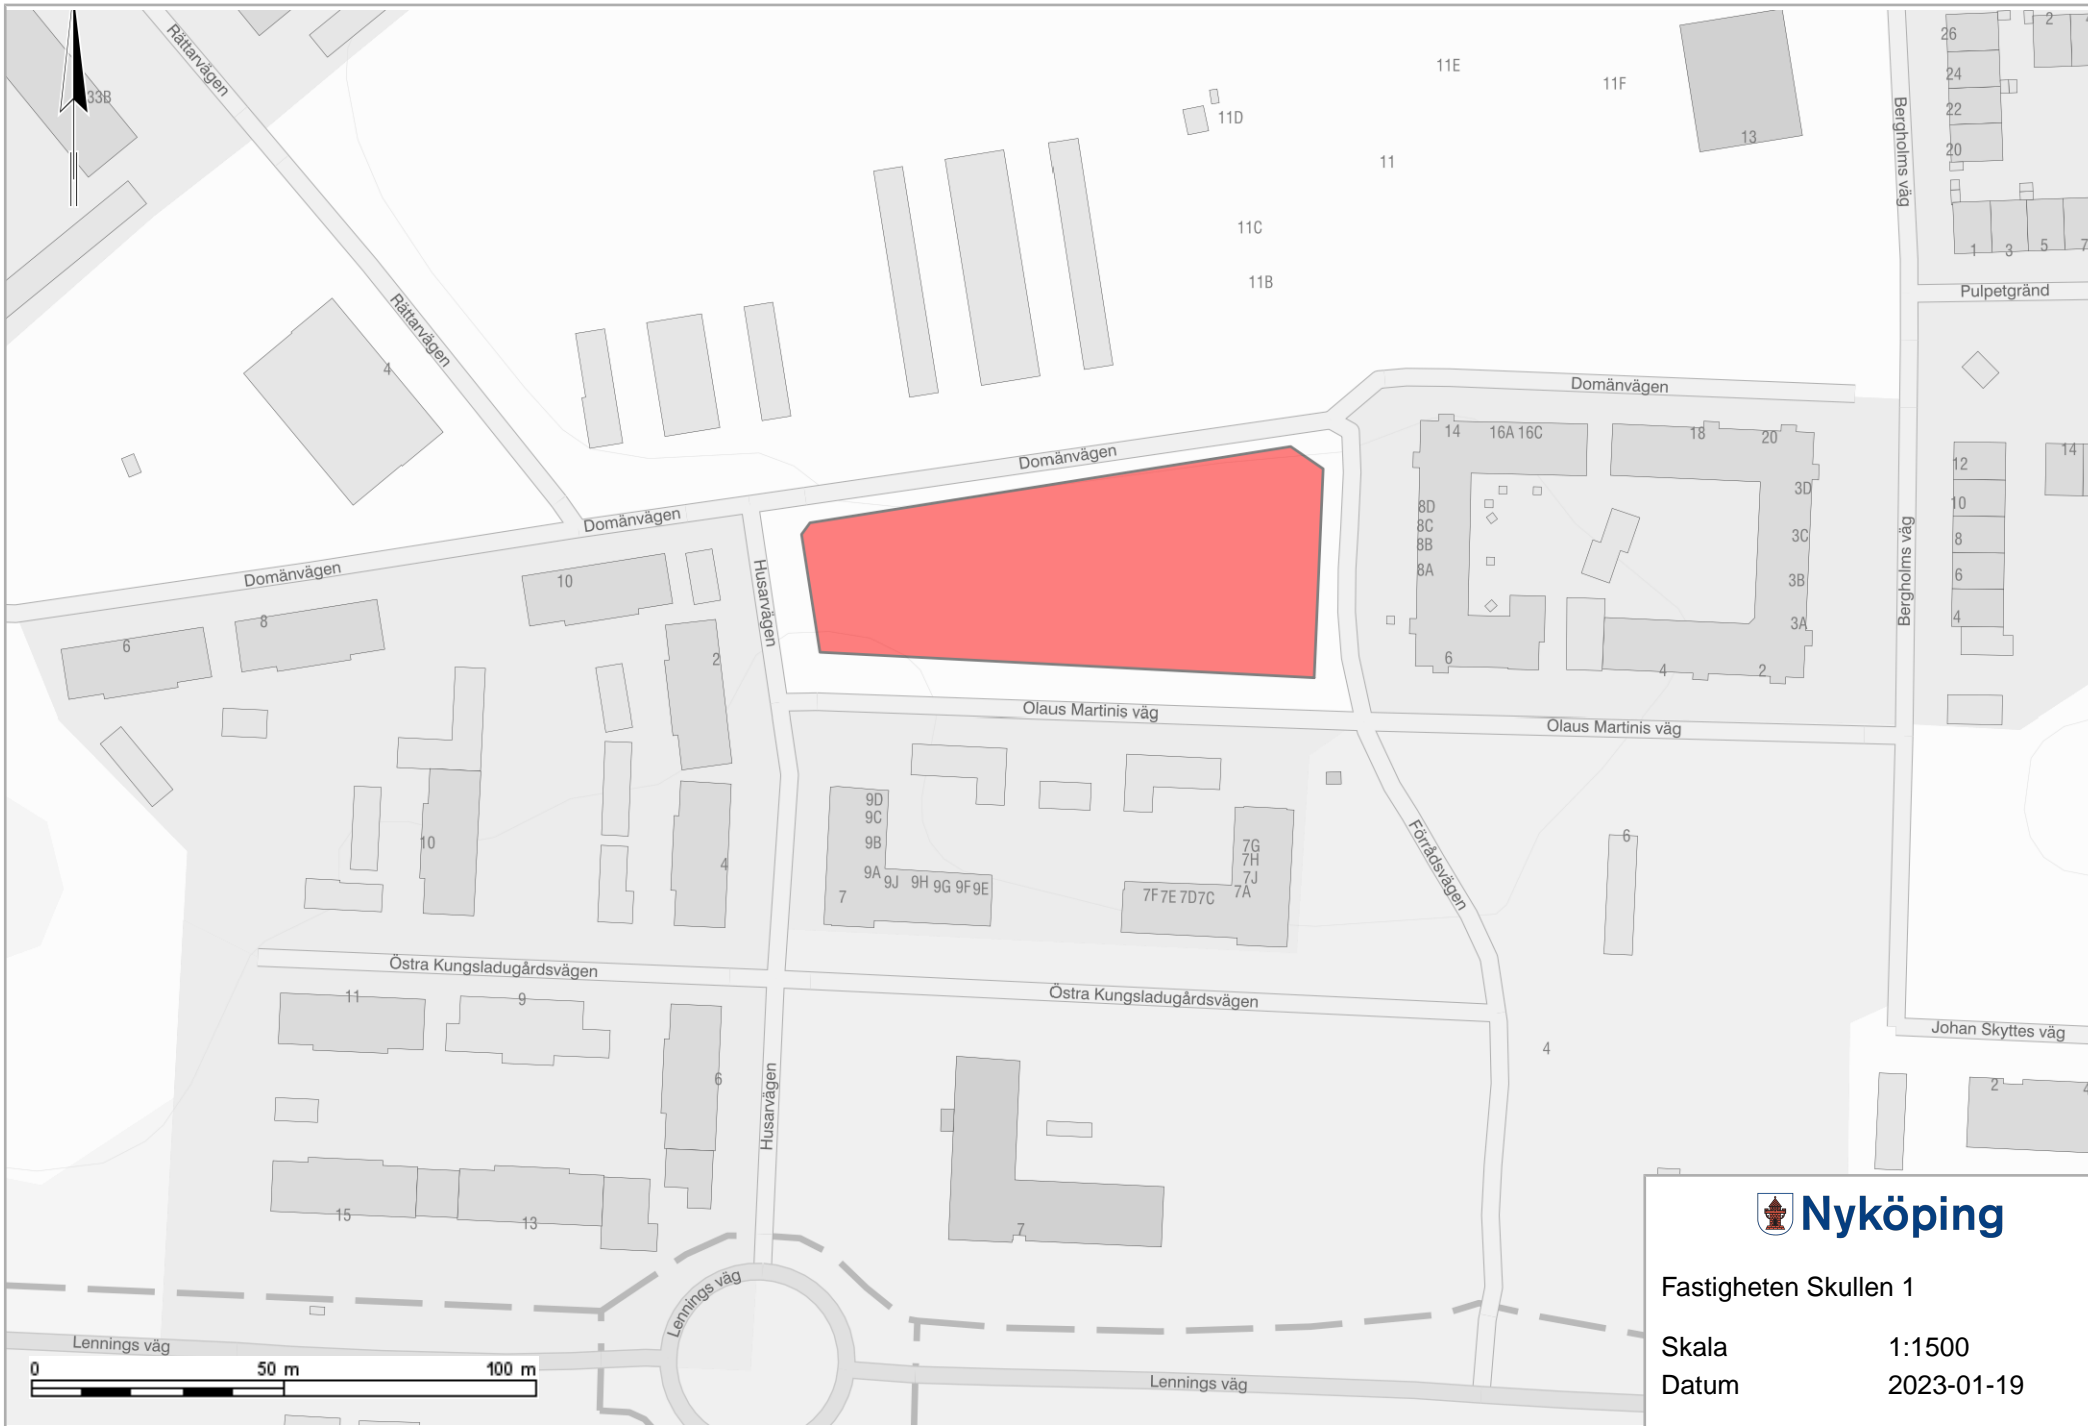 Rättarvägen
33B
11E
11F
13
11D
11
11C
11B
Bergholms väg
26
24
22
20
2
1
3
5
7
Pulpetgränd
Rättarvägen
4
Domänvägen
Domänvägen
Domänvägen
Domänvägen
14
16A
16C
18
20
8D
8C
8B
8A
6
3D
3C
3B
3A
4
2
12
10
8
6
4
14
Bergholms väg
6
8
10
Husarvägen
2
Olaus Martinis väg
Olaus Martinis väg
10
4
9D
9C
9B
9A
9J
9H
9G
9F
9E
7
7G
7H
7J
7A
7F
7E
7D
7C
Förrådsvägen
6
Östra Kungsladugårdsvägen
Östra Kungsladugårdsvägen
11
9
6
Husarvägen
4
Johan Skyttes väg
2
4
15
13
7
Lennings väg
Lennings väg
Lennings väg
0
50 m
100 m
Nyköping
Fastigheten Skullen 1
Skala 1:1500
Datum 2023-01-19